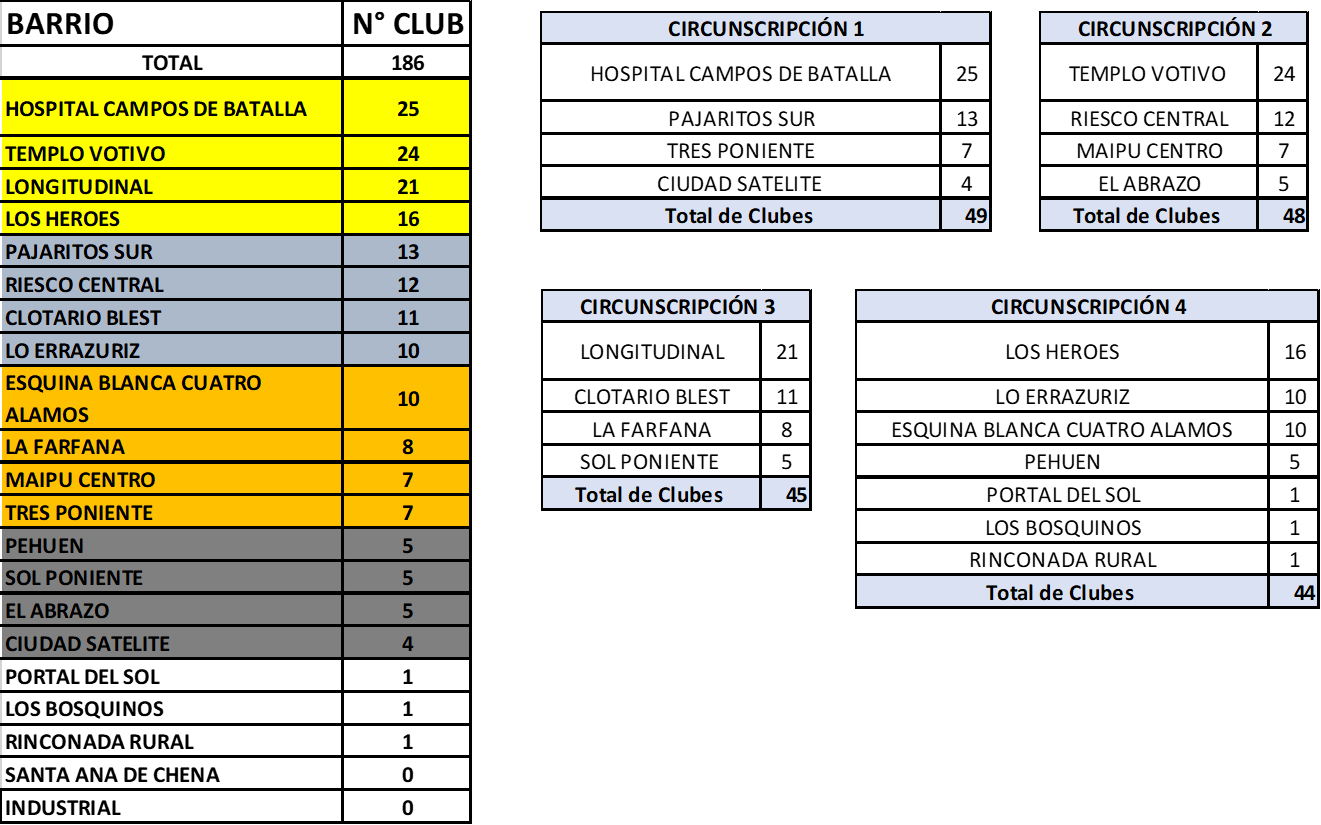 BARRIO N° CLUB
TOTAL 186
HOSPITAL CAMPOS DE BATALLA 25
TEMPLO VOTIVO 24
LONGITUDINAL 21
LOS HEROES 16
PAJARITOS SUR 13
RIESCO CENTRAL 12
CLOTARIO BLEST 11
LO ERRAZURIZ 10
ESQUINA BLANCA CUATRO
ALAMOS 10
LA FARFANA 8
MAIPU CENTRO 7
TRES PONIENTE 7
PEHUEN 5
SOL PONIENTE 5
EL ABRAZO 5
CIUDAD SATELITE 4
PORTAL DEL SOL 1
LOS BOSQUINOS 1
RINCONADA RURAL 1
SANTA ANA DE CHENA 0
INDUSTRIAL 0
CIRCUNSCRIPCIÓN 1
HOSPITAL CAMPOS DE BATALLA 25
PAJARITOS SUR 13
TRES PONIENTE 7
CIUDAD SATELITE 4
Total de Clubes 49
CIRCUNSCRIPCIÓN 2
TEMPLO VOTIVO 24
RIESCO CENTRAL 12
MAIPU CENTRO 7
EL ABRAZO 5
Total de Clubes 48
CIRCUNSCRIPCIÓN 3
LONGITUDINAL 21
CLOTARIO BLEST 11
LA FARFANA 8
SOL PONIENTE 5
Total de Clubes 45
CIRCUNSCRIPCIÓN 4
LOS HEROES 16
LO ERRAZURIZ 10
ESQUINA BLANCA CUATRO ALAMOS 10
PEHUEN 5
PORTAL DEL SOL 1
LOS BOSQUINOS 1
RINCONADA RURAL 1
Total de Clubes 44